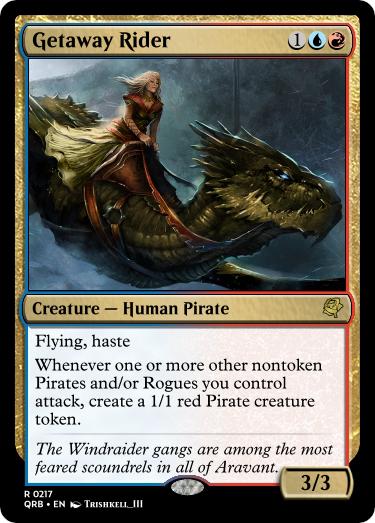 Getaway Rider 1
Creature — Human Pirate
Flying, haste
Whenever one or more other nontoken
Pirates and/or Rogues you control
attack, create a 1/1 red Pirate creature
token.
The Windraider gangs are among the most
feared scoundrels in all of Aravant.
3/3
R 0217
QRB • EN Trishkell_III